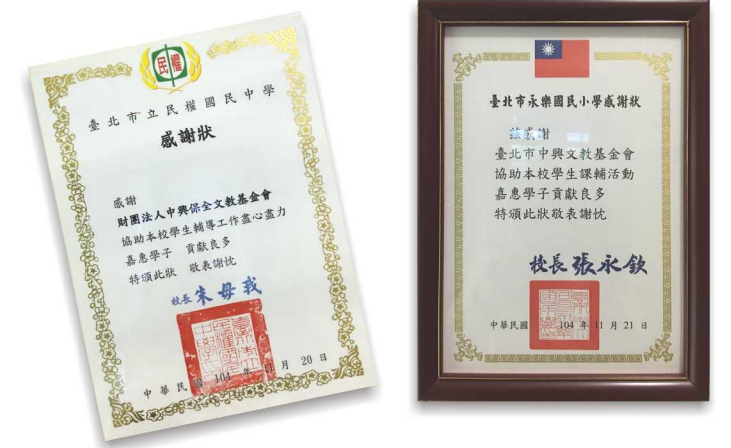 民權
臺北市立民權國民中學
感謝狀
感謝
財團法人中興保全文教基金會
協助本校學生輔導工作盡心盡力
嘉惠學子 貢獻良多
特頒此狀 敬表謝忱
校長 朱毋我
中華民國 104 年 11 月 20 日
臺北市永樂國民小學感謝狀
茲感謝
臺北市中興文教基金會
協助本校學生課輔活動
嘉惠學子貢獻良多
特頒此狀敬表謝忱
校長 張永欽
中華民國 104 年 11 月 21 日